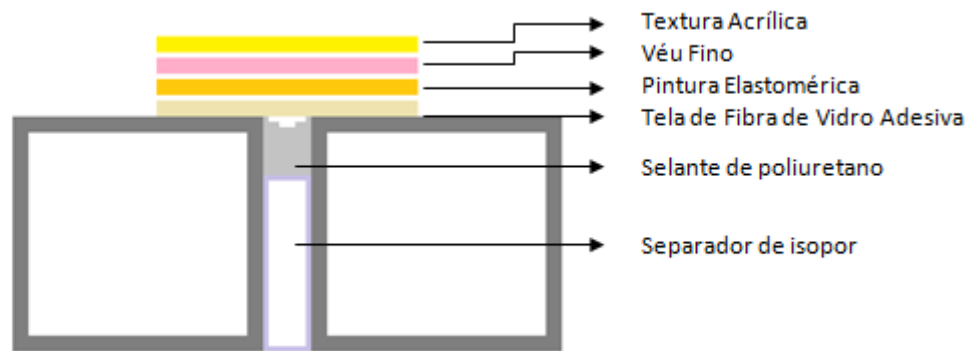 Textura Acrílica
Véu Fino
Pintura Elastomérica
Tela de Fibra de Vidro Adesiva
Selante de poliuretano
Separador de isopor